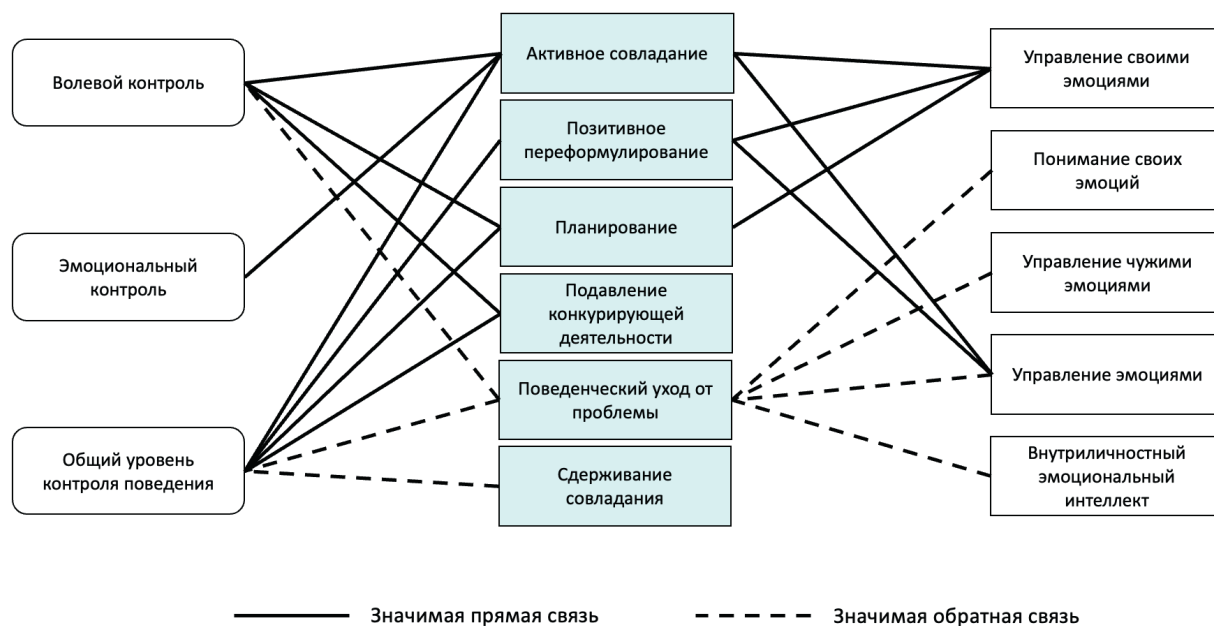 Волевой контроль
Эмоциональный
контроль
Общий уровень
контроля поведения
Активное совладание
Позитивное
переформулирование
Планирование
Подавление
конкурирующей
деятельности
Поведенческий уход от
проблемы
Сдерживание
совладания
Управление своими
эмоциями
Понимание своих
эмоций
Управление чужими
эмоциями
Управление эмоциями
Внутриличностный
эмоциональный
интеллект
Значимая прямая связь
Значимая обратная связь